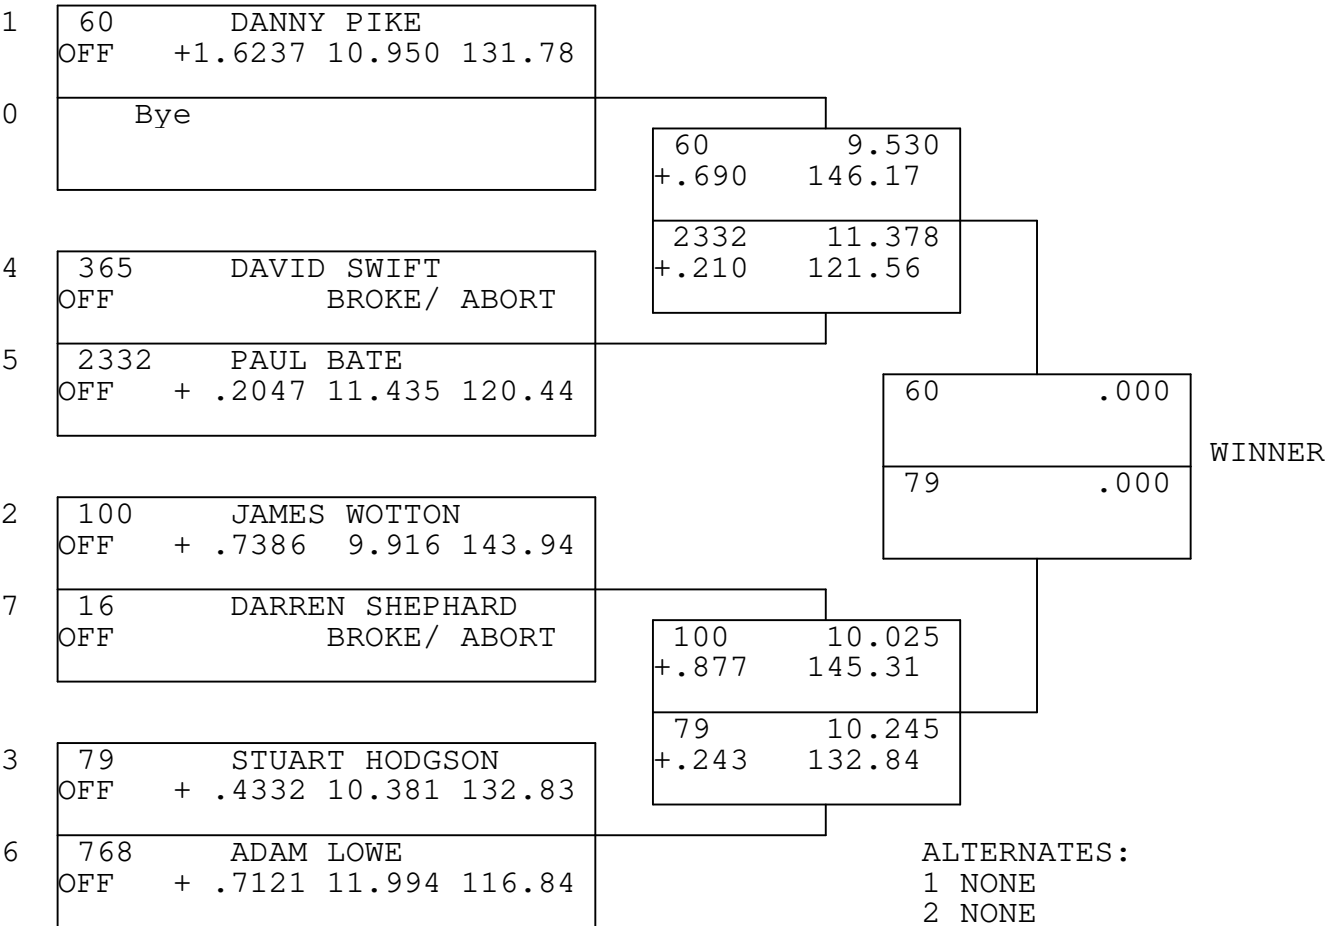 1 60 DANNY PIKE
OFF +1.6237 10.950 131.78
0 Bye
60 9.530
+.690 146.17
2332 11.378
+.210 121.56
4 365 DAVID SWIFT
OFF BROKE/ ABORT
5 2332 PAUL BATE
OFF + .2047 11.435 120.44
60 .000
WINNER
79 .000
2 100 JAMES WOTTON
OFF + .7386 9.916 143.94
7 16 DARREN SHEPHARD
OFF BROKE/ ABORT
100 10.025
+.877 145.31
79 10.245
+.243 132.84
3 79 STUART HODGSON
OFF + .4332 10.381 132.83
6 768 ADAM LOWE
OFF + .7121 11.994 116.84
ALTERNATES:
1 NONE
2 NONE